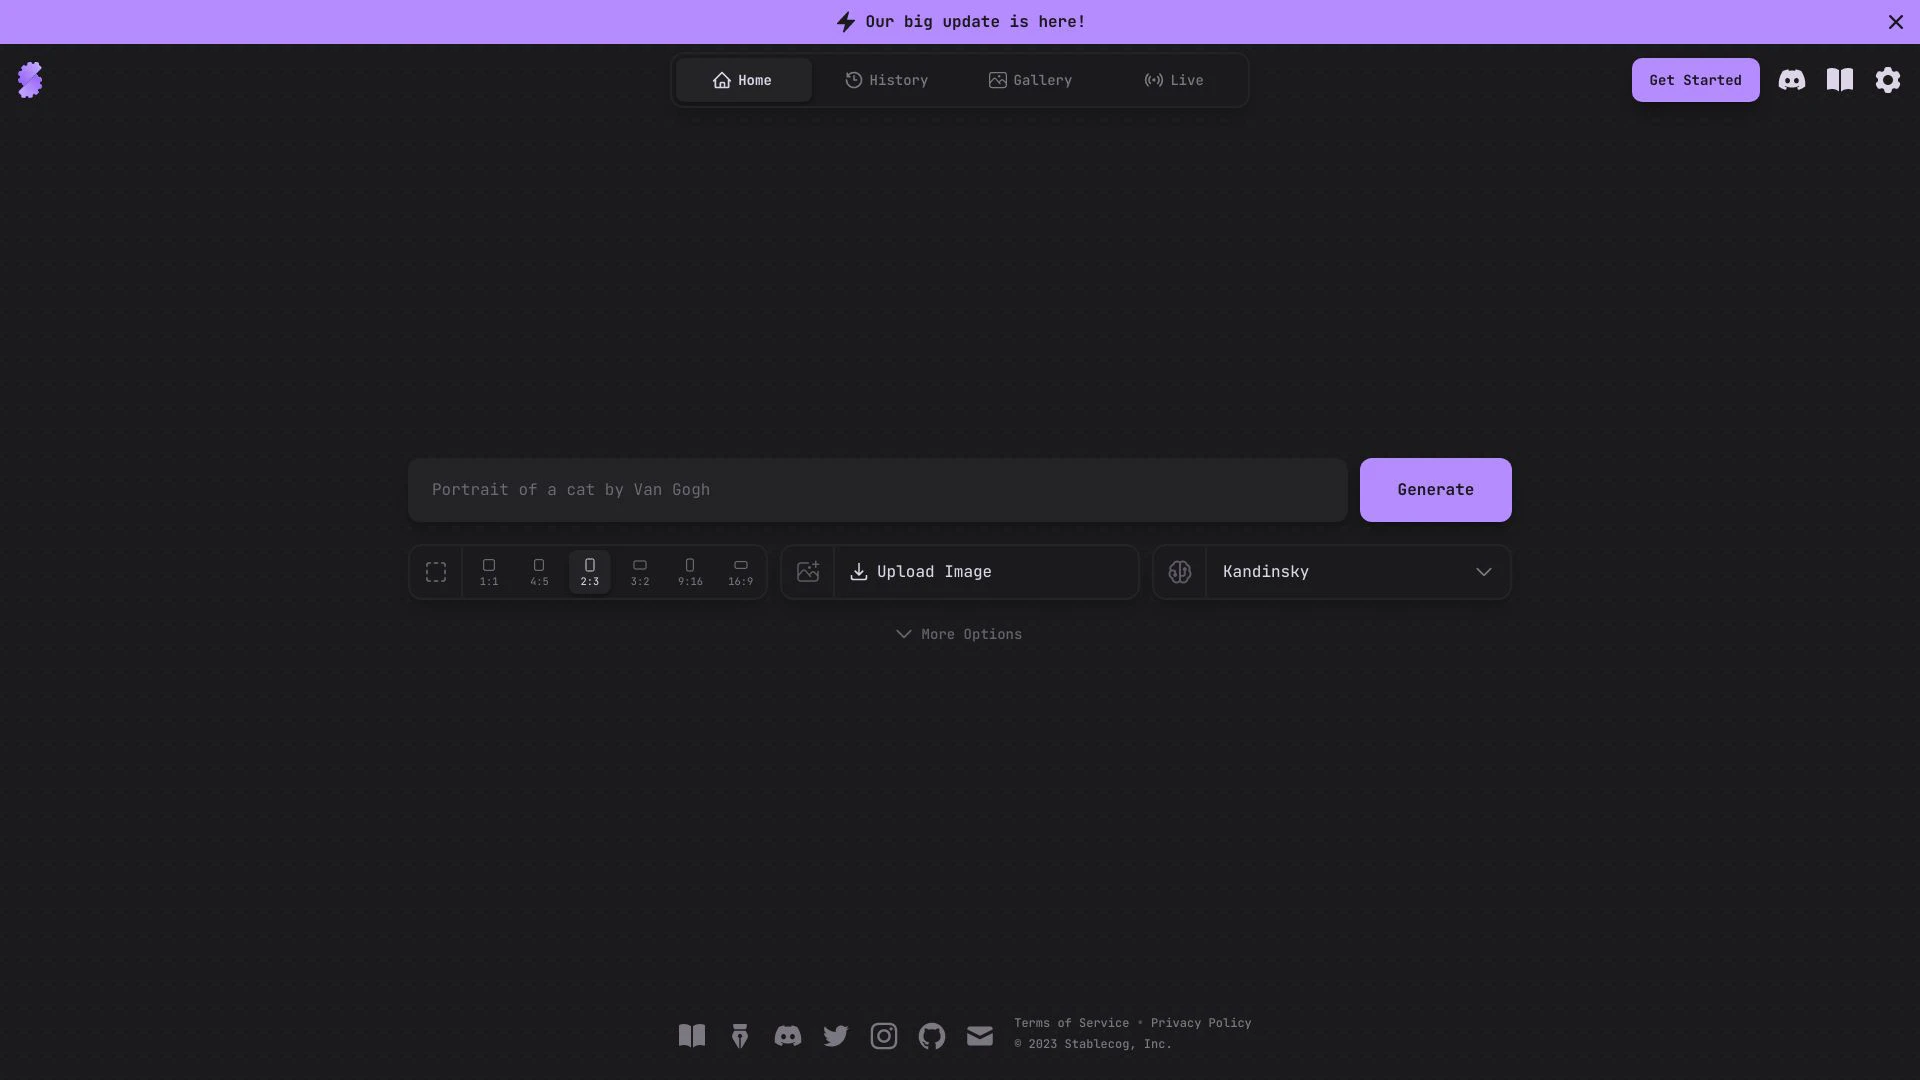 Our big update is here!
Home
History
Gallery
Live
Get Started
Portrait of a cat by Van Gogh
Generate
1:1
4:5
2:3
3:2
9:16
16:9
Upload Image
Kandinsky
More Options
Terms of Service • Privacy Policy
© 2023 Stablecog, Inc.